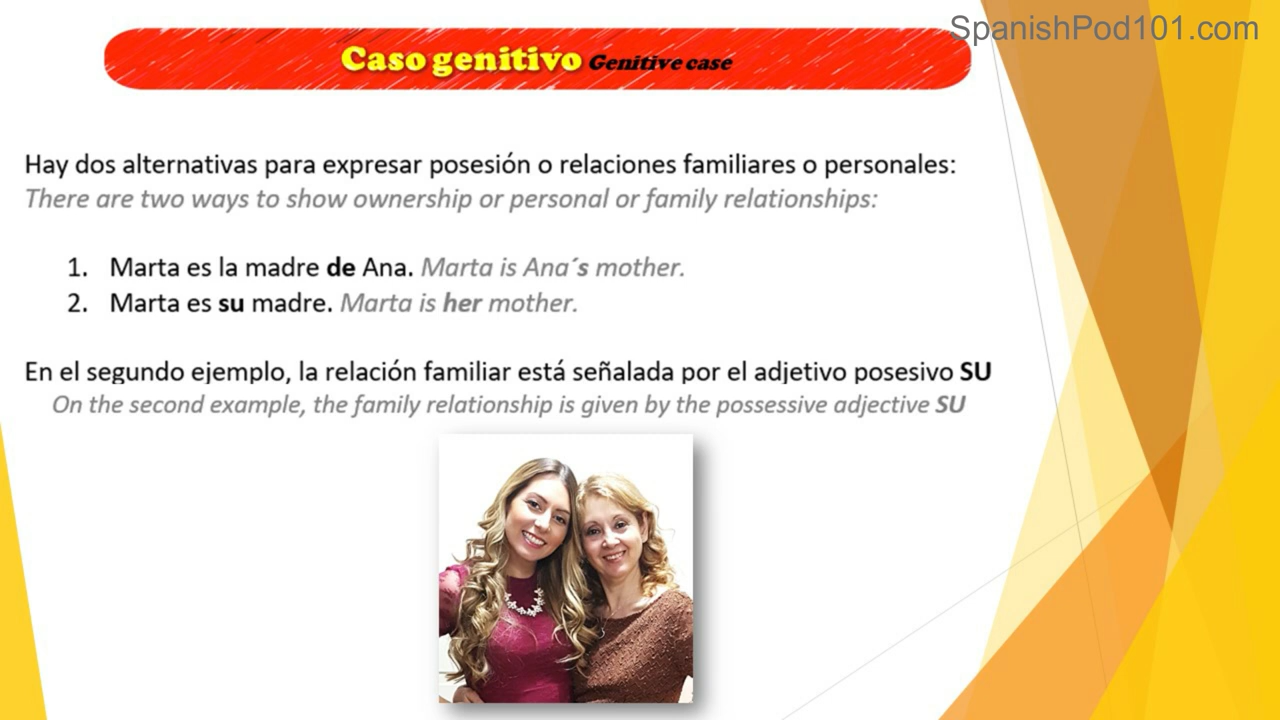 SpanishPod101.com
Caso genitivo Genitive case
Hay dos alternativas para expresar posesión o relaciones familiares o personales:
There are two ways to show ownership or personal or family relationships:
1. Marta es la madre de Ana. Marta is Ana´s mother.
2. Marta es su madre. Marta is her mother.
En el segundo ejemplo, la relación familiar está señalada por el adjetivo posesivo SU
On the second example, the family relationship is given by the possessive adjective SU